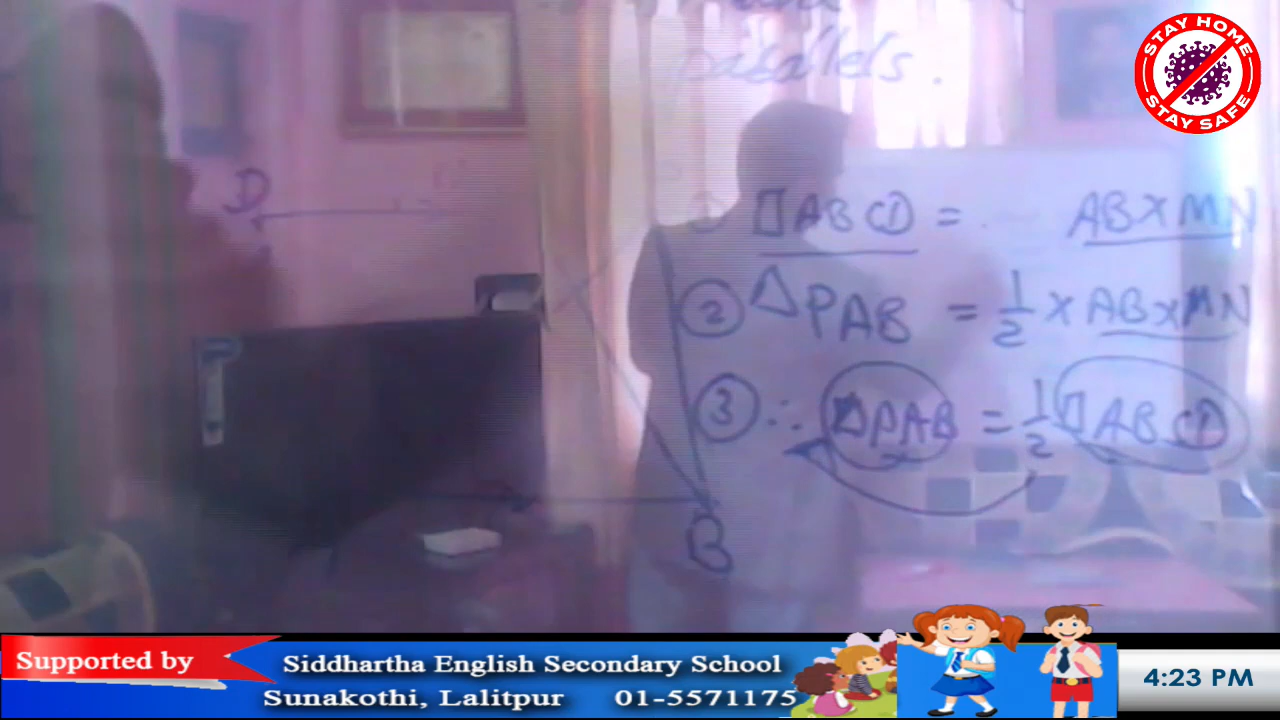 STAY HOME
STAY SAFE
parallels.
D
① ▱ABCD = AB×MN
② △PAB = 1/2 × AB×MN
③ ∴ △PAB = 1/2 ▱ABCD
B
Supported by
Siddhartha English Secondary School
Sunakothi, Lalitpur 01-5571175
4:23 PM